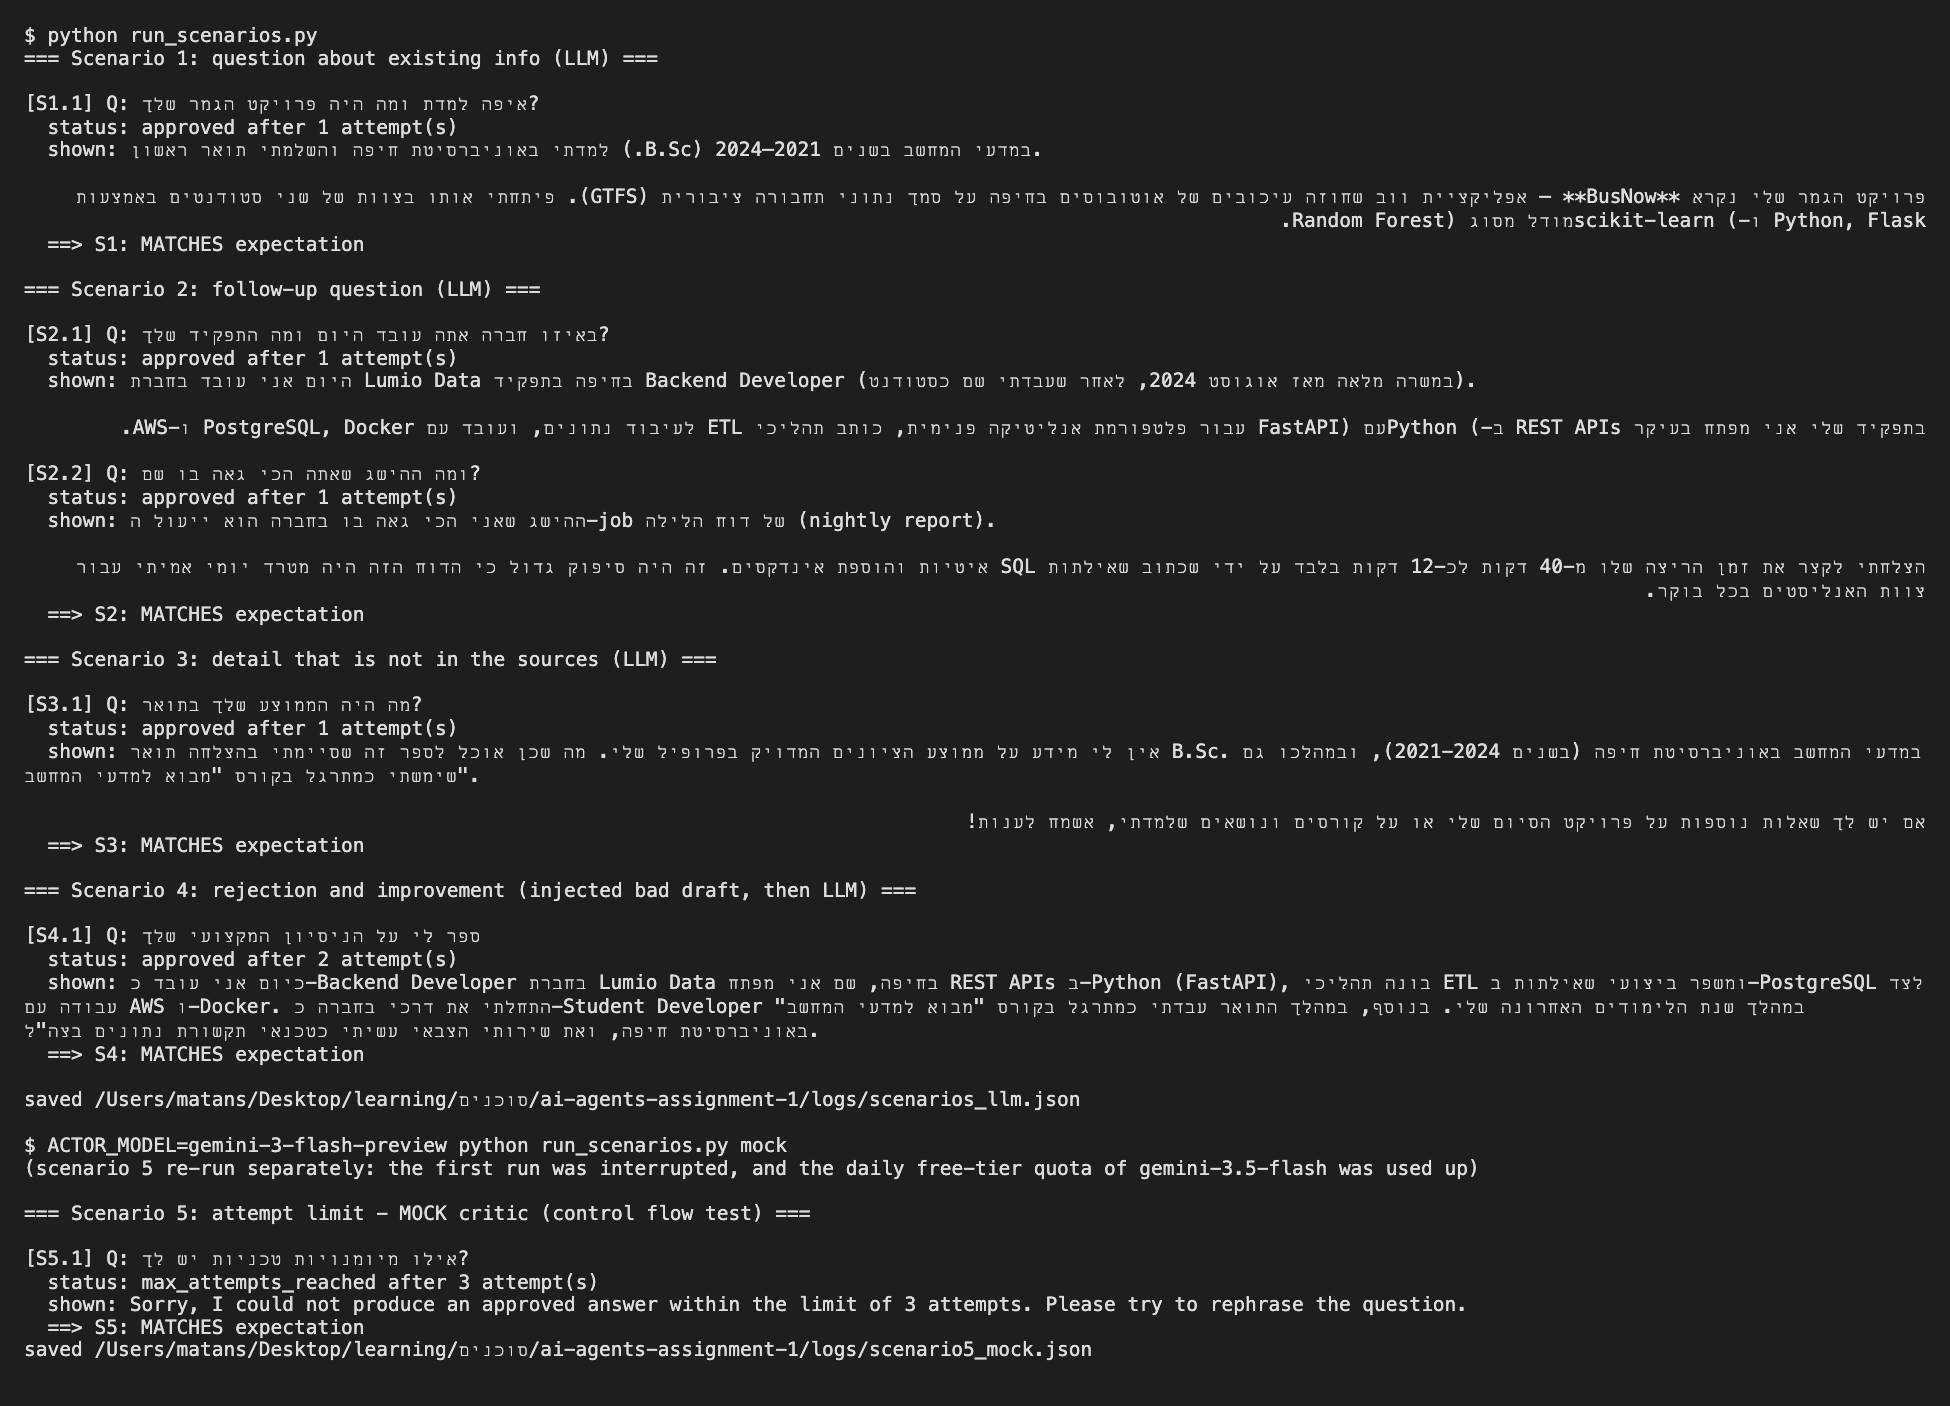 $ python run_scenarios.py
=== Scenario 1: question about existing info (LLM) ===
[S1.1] Q: איפה למדת ומה היה פרויקט הגמר שלך?
status: approved after 1 attempt(s)
shown: למדתי באוניברסיטת חיפה והשלמתי תואר ראשון (B.Sc.) במדעי המחשב בשנים 2021–2024.
פרויקט הגמר שלי נקרא **BusNow** – אפליקציית ווב שחוזה עיכובים של אוטובוסים בחיפה על סמך נתוני תחבורה ציבורית (GTFS). פיתחתי אותו בצוות של שני סטודנטים באמצעות
Python, Flask ו-scikit-learn (מודל מסוג Random Forest).
==> S1: MATCHES expectation
=== Scenario 2: follow-up question (LLM) ===
[S2.1] Q: באיזו חברה אתה עובד היום ומה התפקיד שלך?
status: approved after 1 attempt(s)
shown: היום אני עובד בחברת Lumio Data בחיפה בתפקיד Backend Developer (במשרה מלאה מאז אוגוסט 2024, לאחר שעבדתי שם כסטודנט).
בתפקיד שלי אני מפתח בעיקר REST APIs ב-Python (עם FastAPI) עבור פלטפורמת אנליטיקה פנימית, כותב תהליכי ETL לעיבוד נתונים, ועובד עם PostgreSQL, Docker ו-AWS.
[S2.2] Q: ומה ההישג שאתה הכי גאה בו שם?
status: approved after 1 attempt(s)
shown: ההישג שאני הכי גאה בו בחברה הוא ייעול ה-job של דוח הלילה (nightly report).
הצלחתי לקצר את זמן הריצה שלו מ-40 דקות לכ-12 דקות בלבד על ידי שכתוב שאילתות SQL איטיות והוספת אינדקסים. זה היה סיפוק גדול כי הדוח הזה היה מטרד יומי אמיתי עבור
צוות האנליסטים בכל בוקר.
==> S2: MATCHES expectation
=== Scenario 3: detail that is not in the sources (LLM) ===
[S3.1] Q: מה היה הממוצע שלך בתואר?
status: approved after 1 attempt(s)
shown: אין לי מידע על ממוצע הציונים המדויק בפרופיל שלי. מה שכן אוכל לספר זה שסיימתי בהצלחה תואר B.Sc. במדעי המחשב באוניברסיטת חיפה (בשנים 2021-2024), ובמהלכו גם
שימשתי כמתרגל בקורס "מבוא למדעי המחשב".
אם יש לך שאלות נוספות על פרויקט הסיום שלי או על קורסים ונושאים שלמדתי, אשמח לענות!
==> S3: MATCHES expectation
=== Scenario 4: rejection and improvement (injected bad draft, then LLM) ===
[S4.1] Q: ספר לי על הניסיון המקצועי שלך
status: approved after 2 attempt(s)
shown: כיום אני עובד כ-Backend Developer בחברת Lumio Data בחיפה, שם אני מפתח REST APIs ב-Python (FastAPI), בונה תהליכי ETL ומשפר ביצועי שאילתות ב-PostgreSQL לצד
עבודה עם AWS ו-Docker. התחלתי את דרכי בחברה כ-Student Developer במהלך שנת הלימודים האחרונה שלי. בנוסף, במהלך התואר עבדתי כמתרגל בקורס "מבוא למדעי המחשב"
באוניברסיטת חיפה, ואת שירותי הצבאי עשיתי כטכנאי תקשורת נתונים בצה"ל.
==> S4: MATCHES expectation
saved /Users/matans/Desktop/learning/סוכנים/ai-agents-assignment-1/logs/scenarios_llm.json
$ ACTOR_MODEL=gemini-3-flash-preview python run_scenarios.py mock
(scenario 5 re-run separately: the first run was interrupted, and the daily free-tier quota of gemini-3.5-flash was used up)
=== Scenario 5: attempt limit - MOCK critic (control flow test) ===
[S5.1] Q: אילו מיומנויות טכניות יש לך?
status: max_attempts_reached after 3 attempt(s)
shown: Sorry, I could not produce an approved answer within the limit of 3 attempts. Please try to rephrase the question.
==> S5: MATCHES expectation
saved /Users/matans/Desktop/learning/סוכנים/ai-agents-assignment-1/logs/scenario5_mock.json